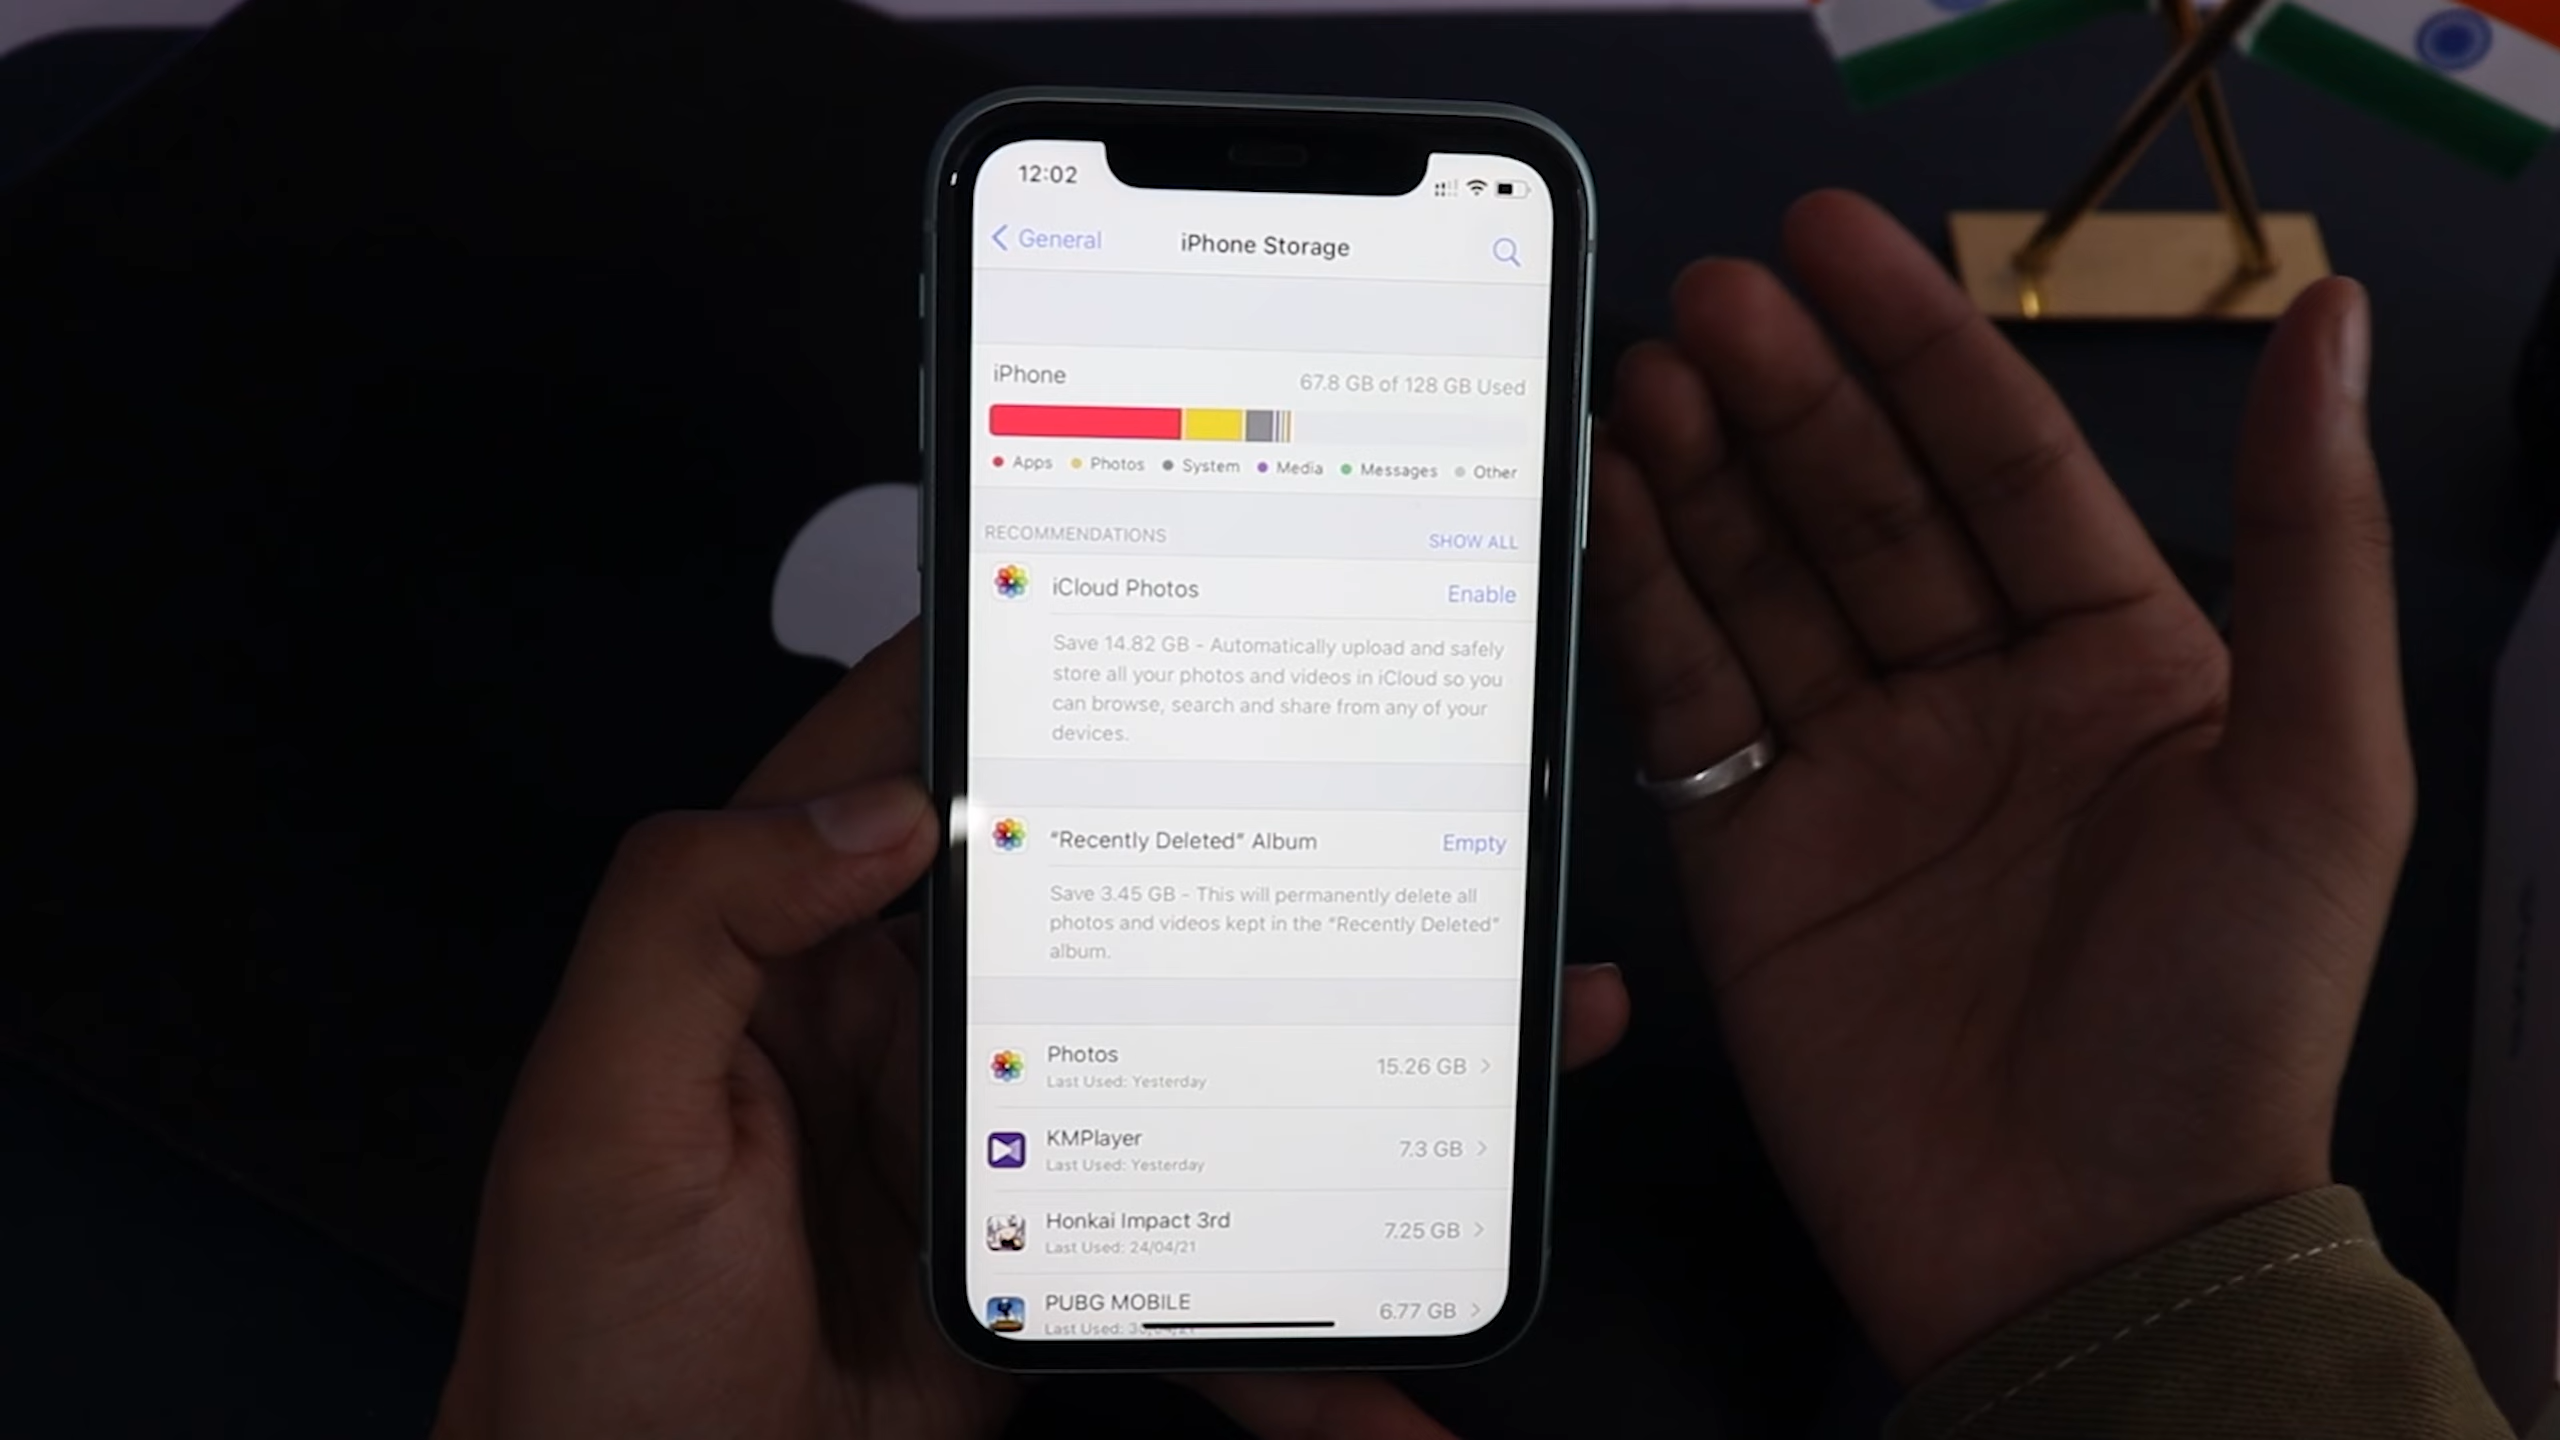 12:02
General
iPhone Storage
iPhone
67.8 GB of 128 GB Used
Apps Photos System Media Messages Other
RECOMMENDATIONS
SHOW ALL
iCloud Photos
Enable
Save 14.82 GB - Automatically upload and safely
store all your photos and videos in iCloud so you
can browse, search and share from any of your
devices.
"Recently Deleted" Album
Empty
Save 3.45 GB - This will permanently delete all
photos and videos kept in the "Recently Deleted"
album.
Photos
15.26 GB
Last Used: Yesterday
KMPlayer
7.3 GB
Last Used: Yesterday
Honkai Impact 3rd
7.25 GB
Last Used: 24/04/21
PUBG MOBILE
6.77 GB
Last Used: